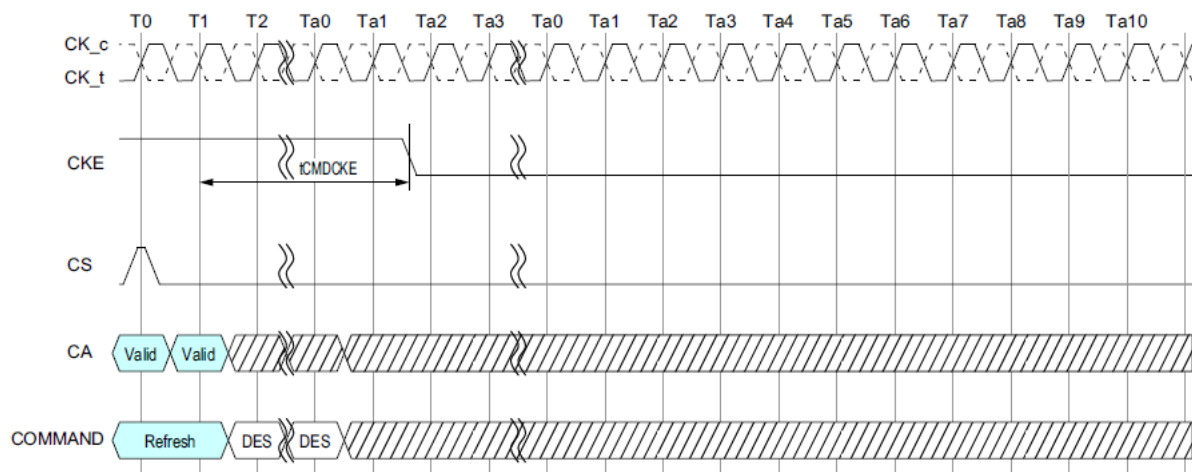 T0 T1 T2 Ta0 Ta1 Ta2 Ta3 Ta0 Ta1 Ta2 Ta3 Ta4 Ta5 Ta6 Ta7 Ta8 Ta9 Ta10
CK_c
CK_t
CKE
tCMDCKE
CS
CA Valid Valid
COMMAND Refresh DES DES